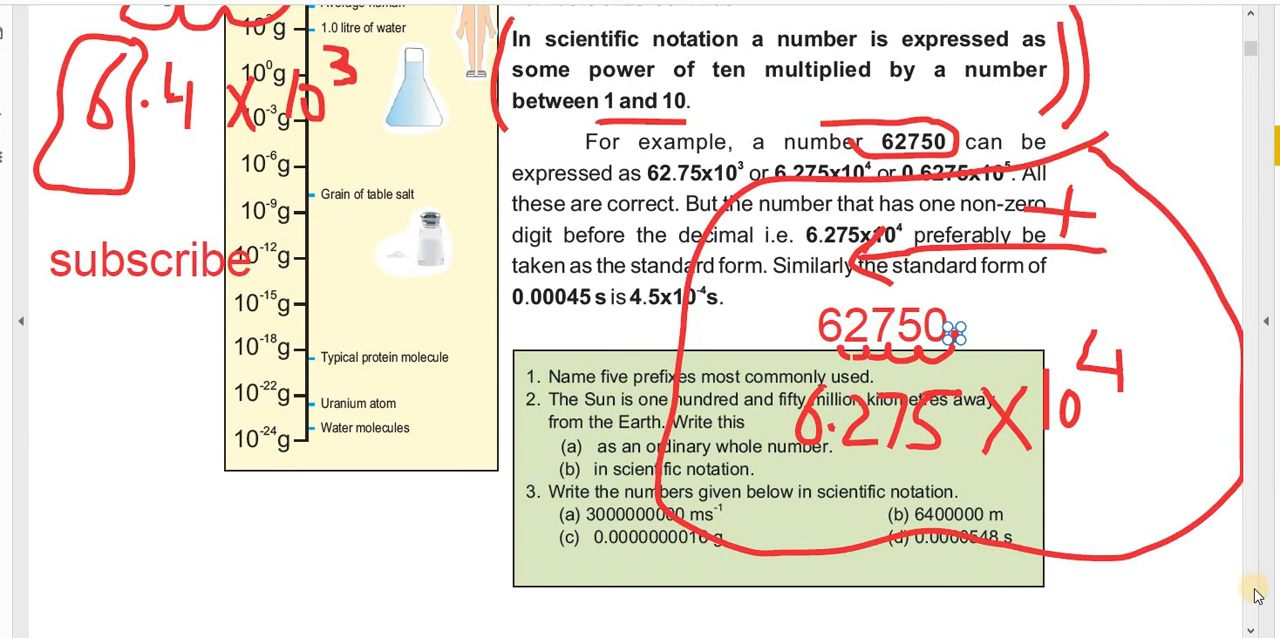 10³g 1.0 litre of water
10⁰g
10⁻³g
10⁻⁶g
Grain of table salt
10⁻⁹g
10⁻¹²g
10⁻¹⁵g
10⁻¹⁸g
Typical protein molecule
10⁻²²g
Uranium atom
Water molecules
10⁻²⁴g
6.4 X 10³
subscribe
In scientific notation a number is expressed as
some power of ten multiplied by a number
between 1 and 10.
For example, a number 62750 can be
expressed as 62.75x10³ or 6.275x10⁴ or 0.6275x10⁵. All
these are correct. But the number that has one non-zero
digit before the decimal i.e. 6.275x10⁴ preferably be
taken as the standard form. Similarly the standard form of
0.00045 s is 4.5x10⁻⁴s.
+
62750.
6.275 X 10⁴
1. Name five prefixes most commonly used.
2. The Sun is one hundred and fifty million kilometres away
from the Earth. Write this
(a) as an ordinary whole number.
(b) in scientific notation.
3. Write the numbers given below in scientific notation.
(a) 3000000000 ms⁻¹ (b) 6400000 m
(c) 0.0000000016 g (d) 0.0000548 s